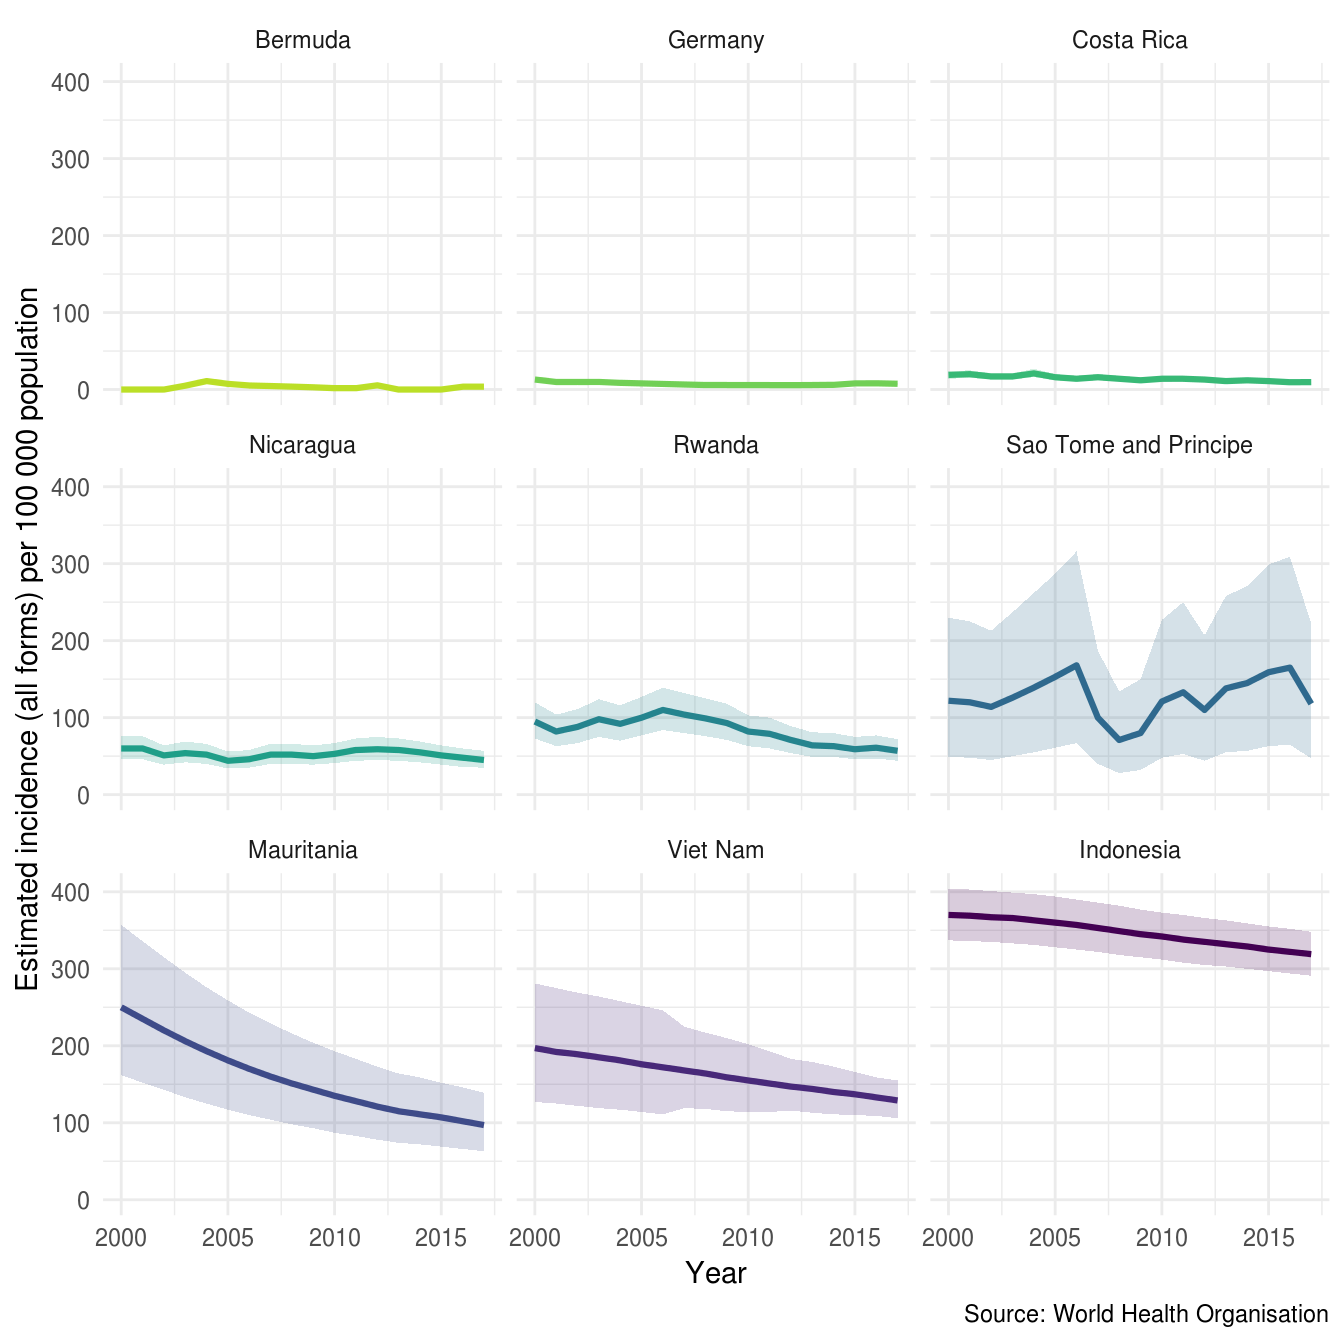 Bermuda
Germany
Costa Rica
400
300
200
100
0
Nicaragua
Rwanda
Sao Tome and Principe
400
300
200
100
0
Mauritania
Viet Nam
Indonesia
400
300
200
100
0
2000 2005 2010 2015
2000 2005 2010 2015
2000 2005 2010 2015
Estimated incidence (all forms) per 100 000 population
Year
Source: World Health Organisation